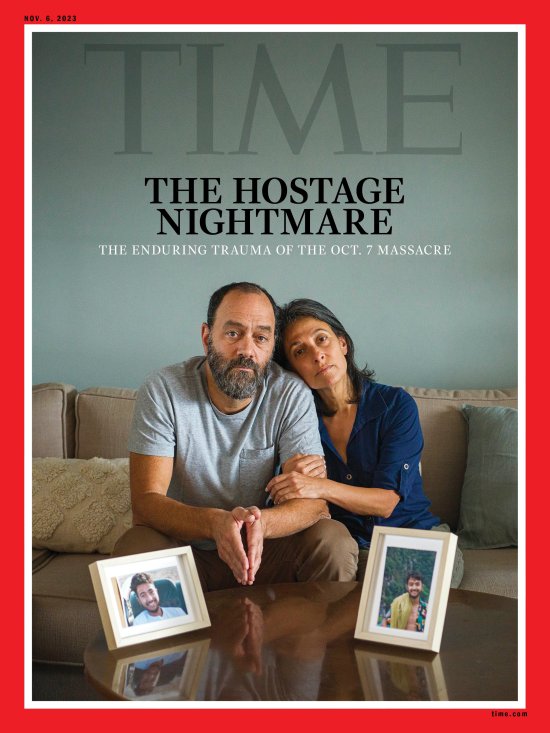 NOV. 6, 2023
TIME
THE HOSTAGE
NIGHTMARE
THE ENDURING TRAUMA OF THE OCT. 7 MASSACRE
time.com